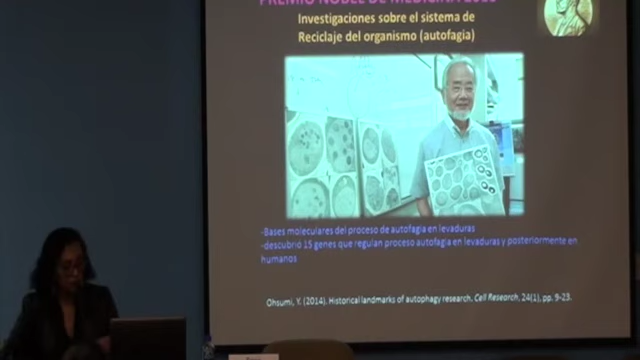 PREMIO NOBEL DE MEDICINA
Investigaciones sobre el sistema de
Reciclaje del organismo (autofagia)
-Bases moleculares del proceso de autofagia en levaduras
-descubrió 15 genes que regulan proceso autofagia en levaduras y posteriormente en
humanos
Ohsumi, Y. (2014). Historical landmarks of autophagy research. Cell Research, 24(1), pp. 9-23.